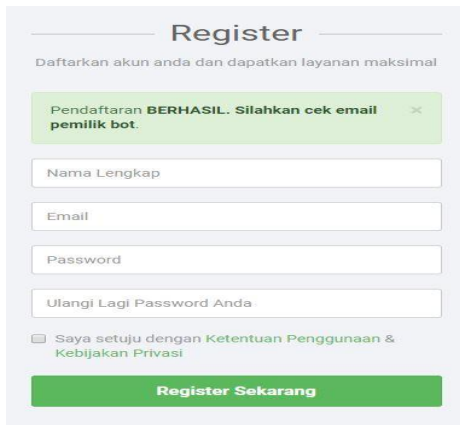 Register
Daftarkan akun anda dan dapatkan layanan maksimal
Pendaftaran BERHASIL. Silahkan cek email
pemilik bot.
×
Nama Lengkap
Email
Password
Ulangi Lagi Password Anda
Saya setuju dengan Ketentuan Penggunaan &
Kebijakan Privasi
Register Sekarang